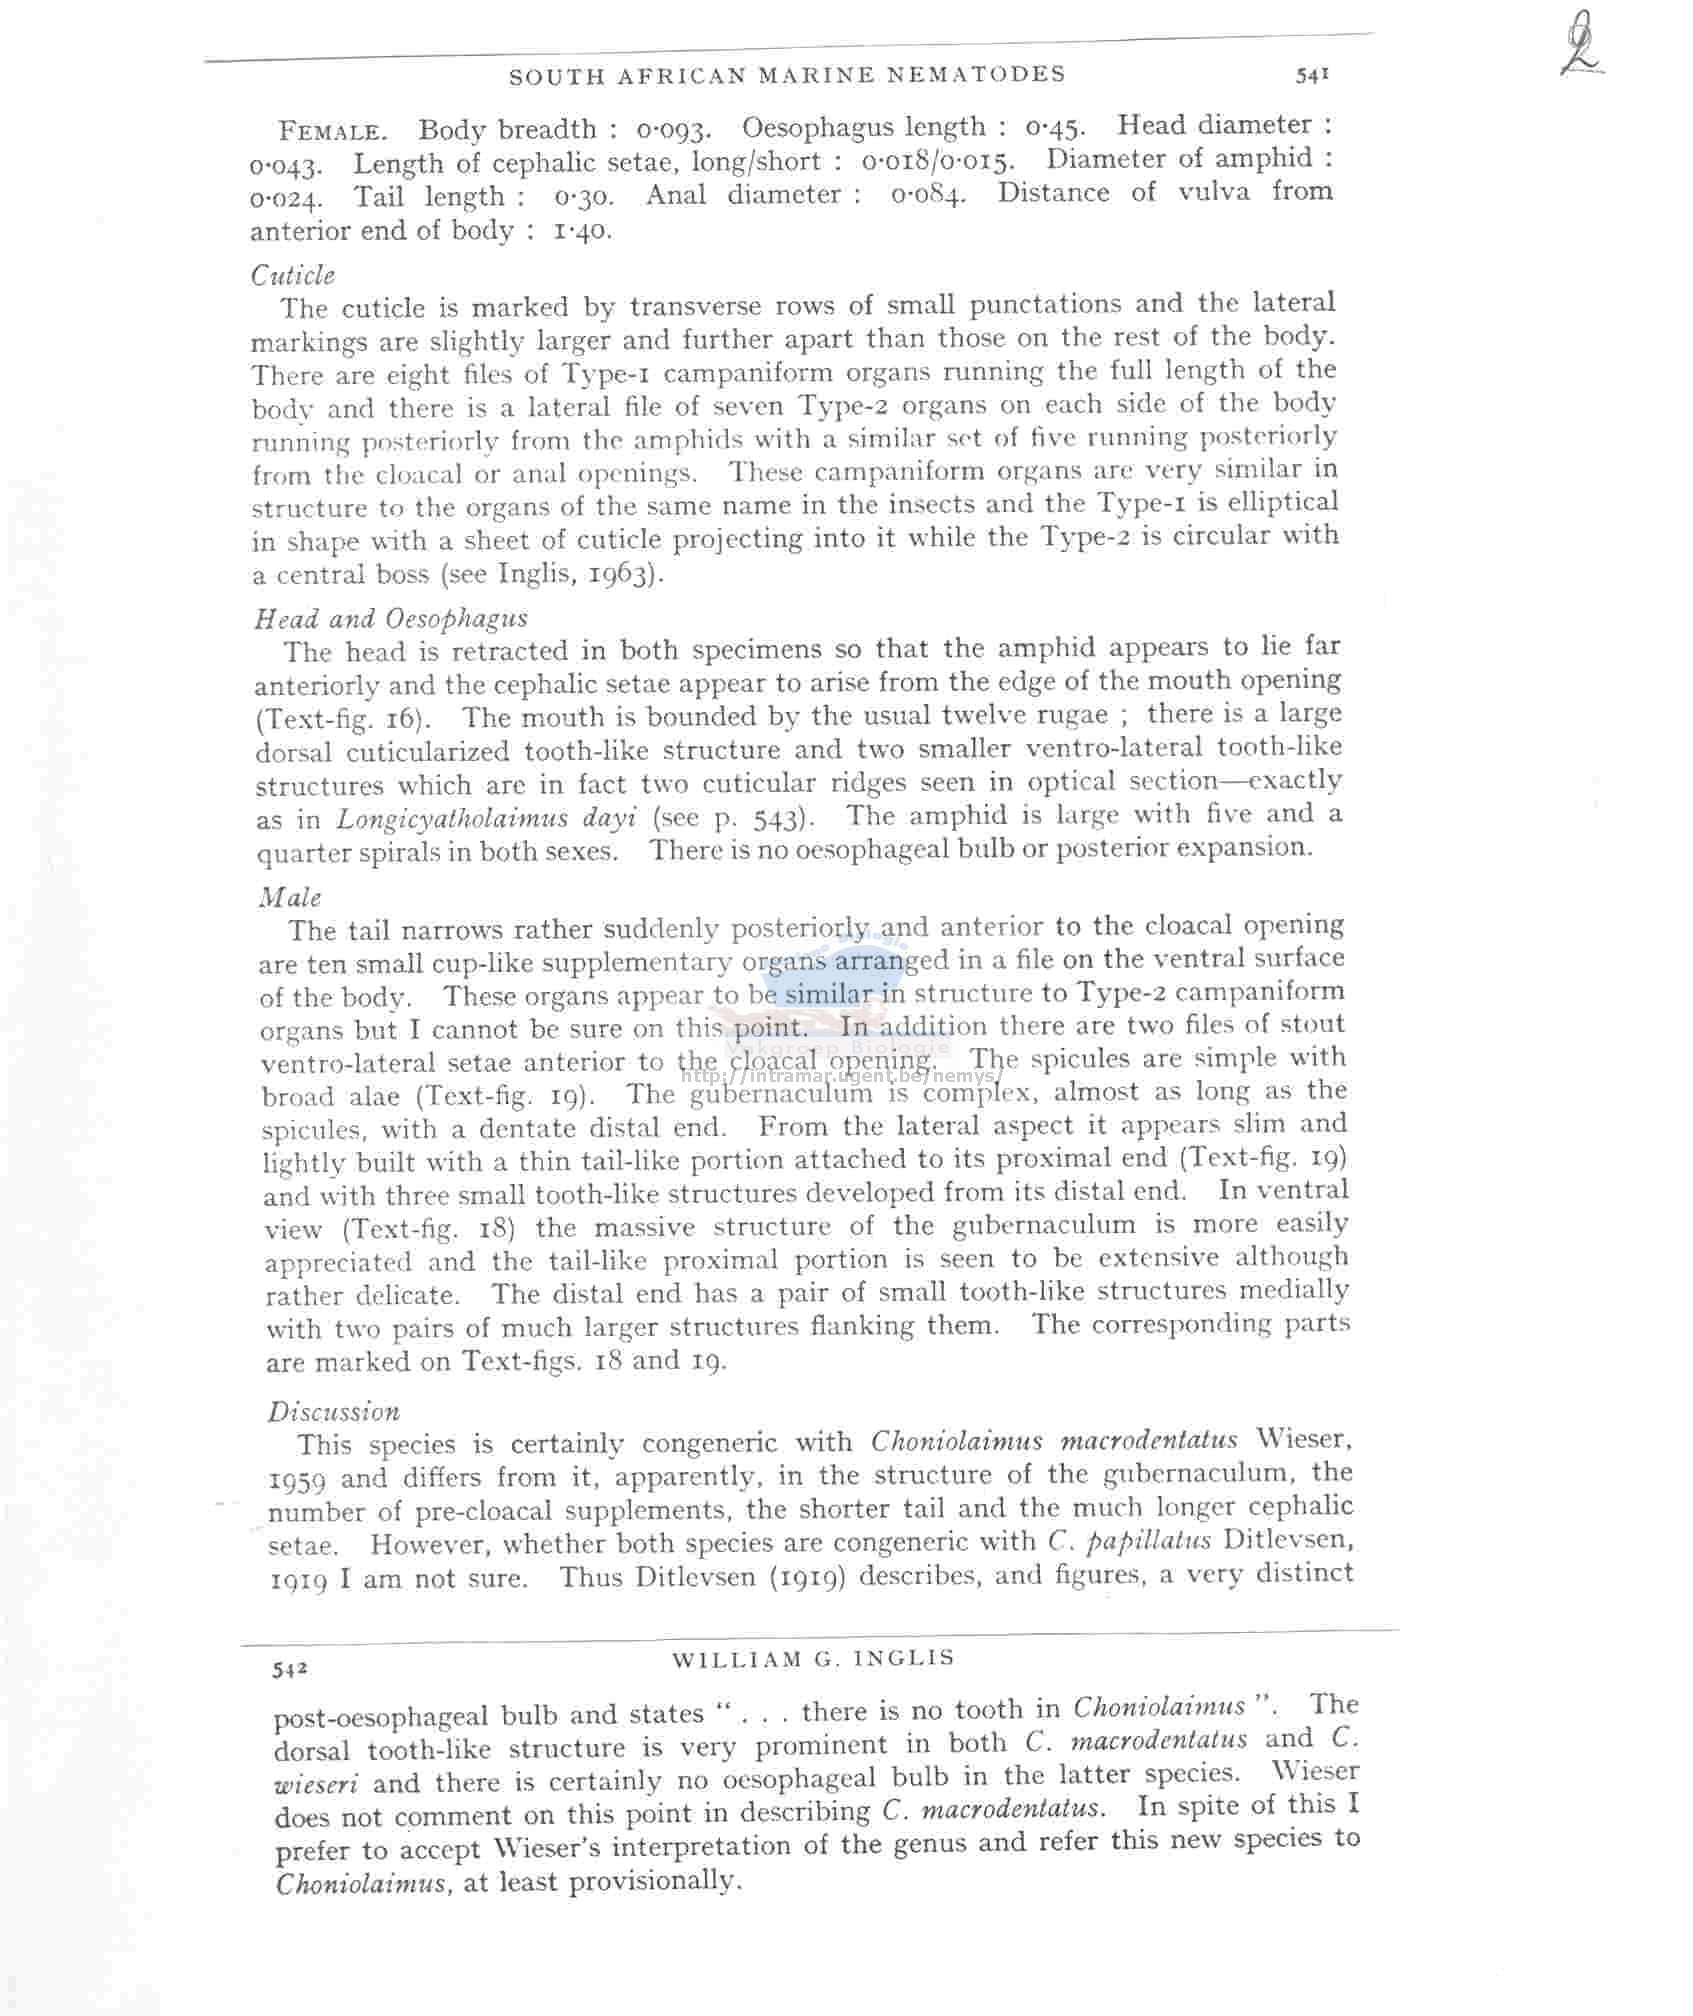 2
SOUTH AFRICAN MARINE NEMATODES 541
FEMALE. Body breadth : 0·093. Oesophagus length : 0·45. Head diameter :
0·043. Length of cephalic setae, long/short : 0·018/0·015. Diameter of amphid :
0·024. Tail length : 0·30. Anal diameter : 0·084. Distance of vulva from
anterior end of body : 1·40.
Cuticle
The cuticle is marked by transverse rows of small punctations and the lateral
markings are slightly larger and further apart than those on the rest of the body.
There are eight files of Type-1 campaniform organs running the full length of the
body and there is a lateral file of seven Type-2 organs on each side of the body
running posteriorly from the amphids with a similar set of five running posteriorly
from the cloacal or anal openings. These campaniform organs are very similar in
structure to the organs of the same name in the insects and the Type-1 is elliptical
in shape with a sheet of cuticle projecting into it while the Type-2 is circular with
a central boss (see Inglis, 1963).
Head and Oesophagus
The head is retracted in both specimens so that the amphid appears to lie far
anteriorly and the cephalic setae appear to arise from the edge of the mouth opening
(Text-fig. 16). The mouth is bounded by the usual twelve rugae ; there is a large
dorsal cuticularized tooth-like structure and two smaller ventro-lateral tooth-like
structures which are in fact two cuticular ridges seen in optical section—exactly
as in Longicyatholaimus dayi (see p. 543). The amphid is large with five and a
quarter spirals in both sexes. There is no oesophageal bulb or posterior expansion.
Male
The tail narrows rather suddenly posteriorly and anterior to the cloacal opening
are ten small cup-like supplementary organs arranged in a file on the ventral surface
of the body. These organs appear to be similar in structure to Type-2 campaniform
organs but I cannot be sure on this point. In addition there are two files of stout
Vakgroep Biologie
ventro-lateral setae anterior to the cloacal opening. The spicules are simple with
http://intramar.ugent.be/nemys/
broad alae (Text-fig. 19). The gubernaculum is complex, almost as long as the
spicules, with a dentate distal end. From the lateral aspect it appears slim and
lightly built with a thin tail-like portion attached to its proximal end (Text-fig. 19)
and with three small tooth-like structures developed from its distal end. In ventral
view (Text-fig. 18) the massive structure of the gubernaculum is more easily
appreciated and the tail-like proximal portion is seen to be extensive although
rather delicate. The distal end has a pair of small tooth-like structures medially
with two pairs of much larger structures flanking them. The corresponding parts
are marked on Text-figs. 18 and 19.
Discussion
This species is certainly congeneric with Choniolaimus macrodentatus Wieser,
1959 and differs from it, apparently, in the structure of the gubernaculum, the
number of pre-cloacal supplements, the shorter tail and the much longer cephalic
setae. However, whether both species are congeneric with C. papillatus Ditlevsen,
1919 I am not sure. Thus Ditlevsen (1919) describes, and figures, a very distinct
542 WILLIAM G. INGLIS
post-oesophageal bulb and states “ . . . there is no tooth in Choniolaimus ”. The
dorsal tooth-like structure is very prominent in both C. macrodentatus and C.
wieseri and there is certainly no oesophageal bulb in the latter species. Wieser
does not comment on this point in describing C. macrodentatus. In spite of this I
prefer to accept Wieser’s interpretation of the genus and refer this new species to
Choniolaimus, at least provisionally.